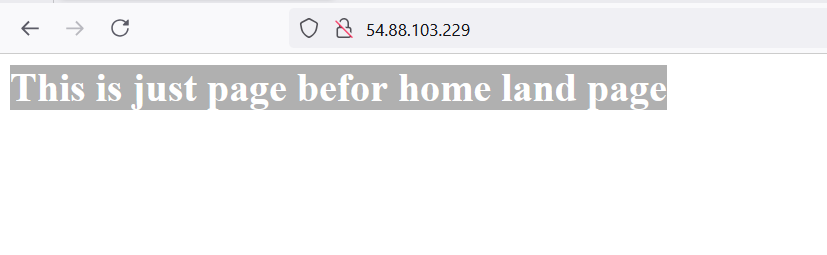 54.88.103.229
This is just page befor home land page